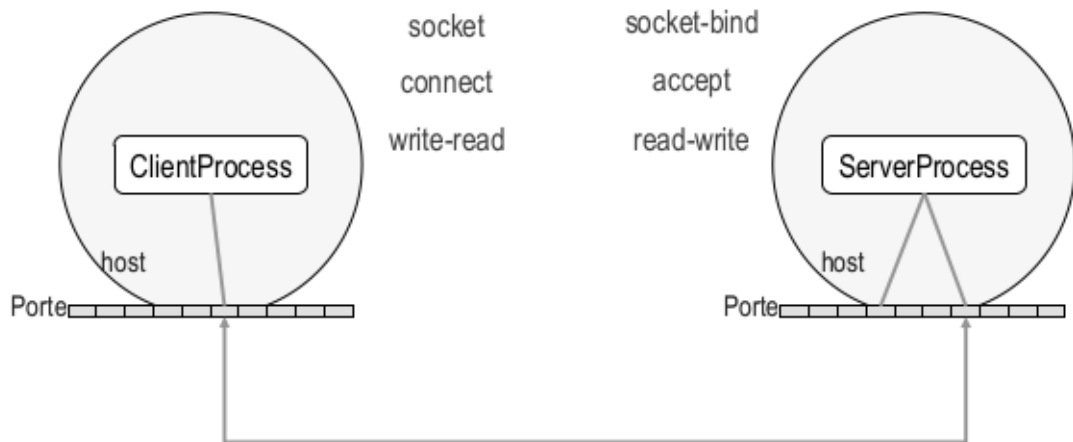 socket
connect
write-read
socket-bind
accept
read-write
ClientProcess
host
Porte
ServerProcess
host
Porte